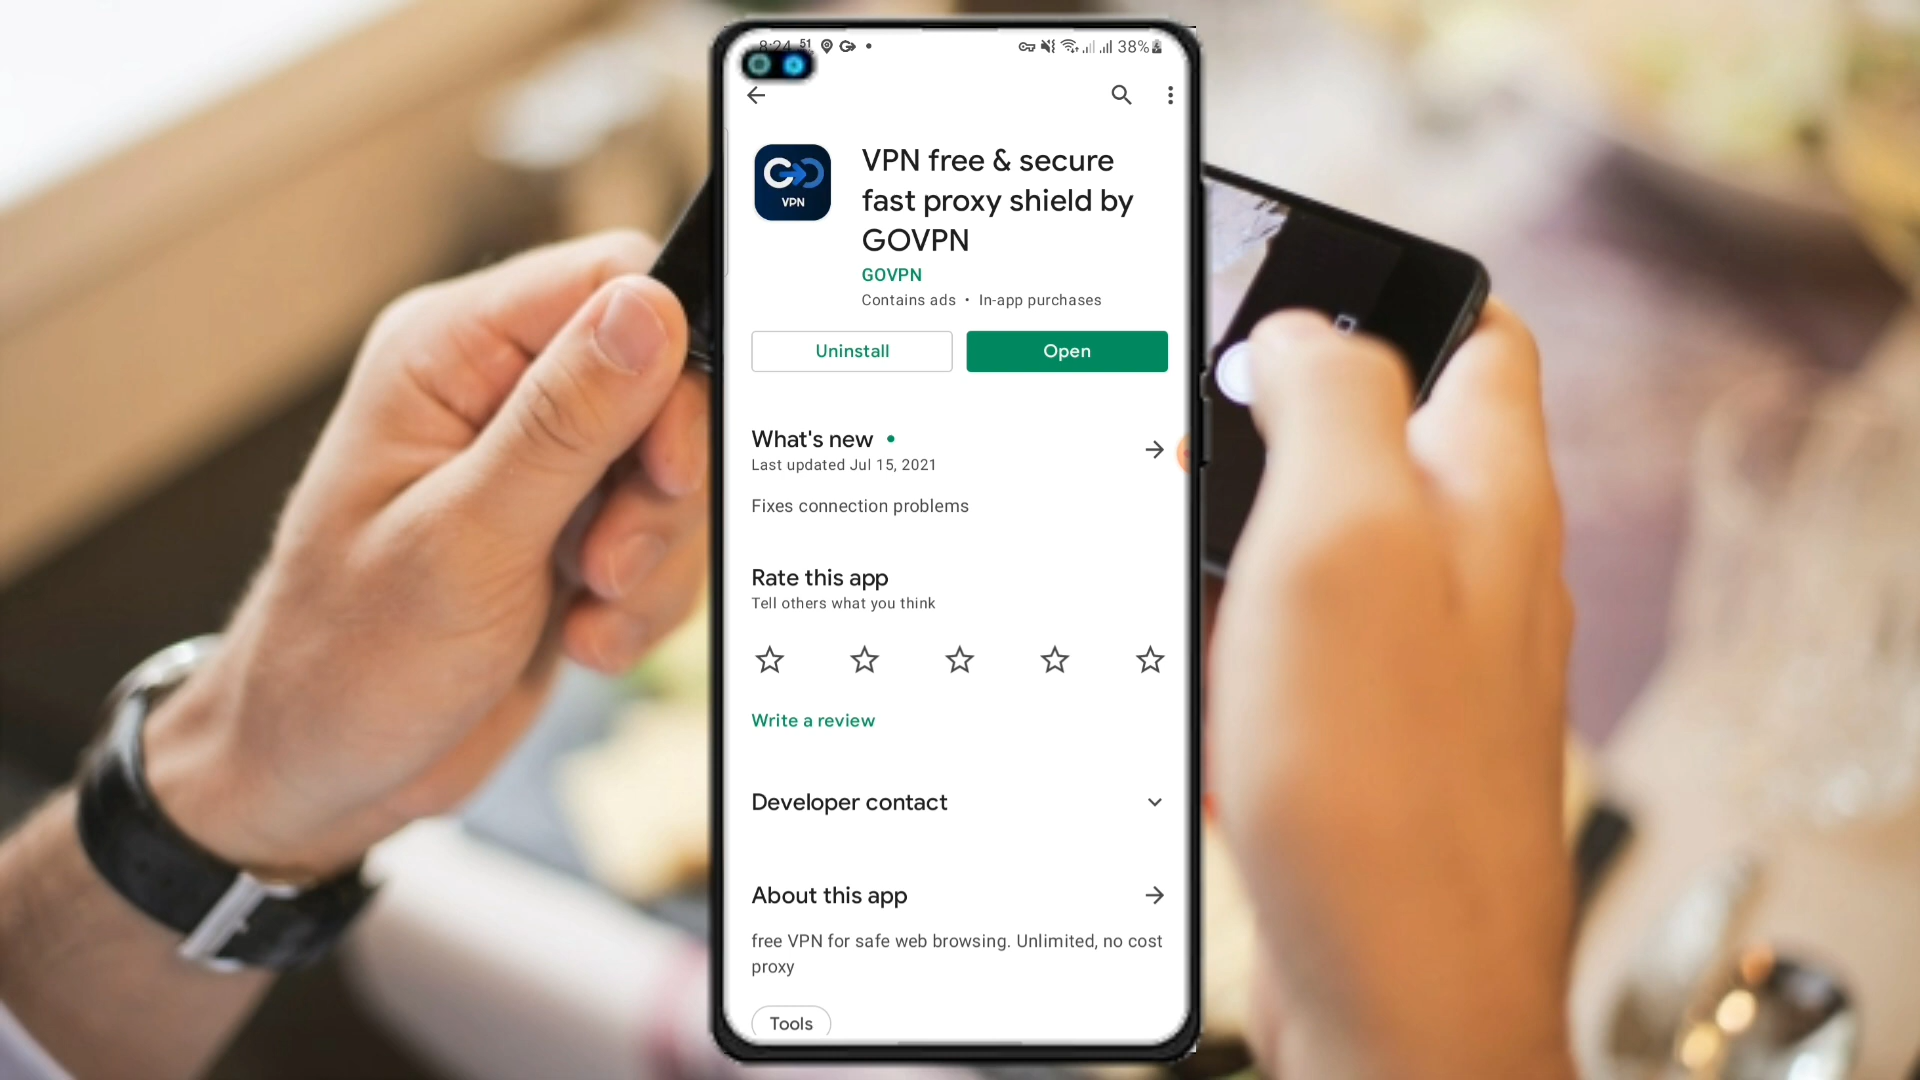 8:24 51
38%
VPN
VPN free & secure
fast proxy shield by
GOVPN
GOVPN
Contains ads • In-app purchases
Uninstall
Open
What's new
Last updated Jul 15, 2021
Fixes connection problems
Rate this app
Tell others what you think
Write a review
Developer contact
About this app
free VPN for safe web browsing. Unlimited, no cost
proxy
Tools